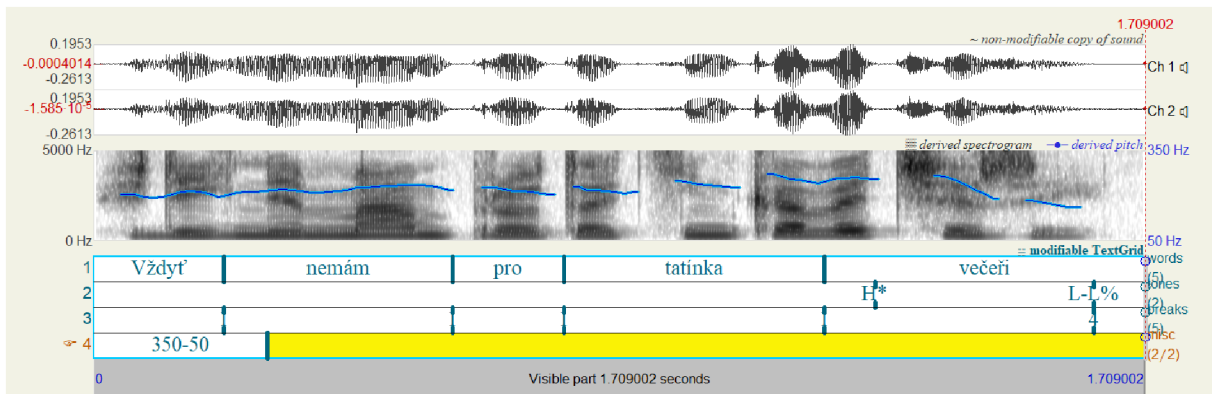 1.709002
0.1953
~ non-modifiable copy of sound
-0.0004014
Ch 1
-0.2613
0.1953
-1.585·10-5
Ch 2
-0.2613
5000 Hz
derived spectrogram derived pitch 350 Hz
0 Hz
50 Hz
modifiable TextGrid
1 Vždyť nemám pro tatínka večeři words
(5)
2 H* L-L% tones
(2)
3 4 breaks
(5)
4 350-50 misc
(2/2)
0 Visible part 1.709002 seconds 1.709002